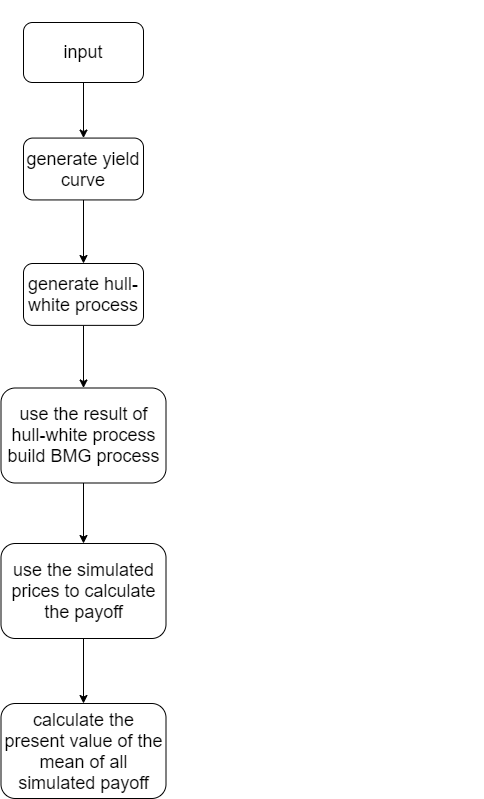 input
generate yield
curve
generate hull-
white process
use the result of
hull-white process
build BMG process
use the simulated
prices to calculate
the payoff
calculate the
present value of the
mean of all
simulated payoff